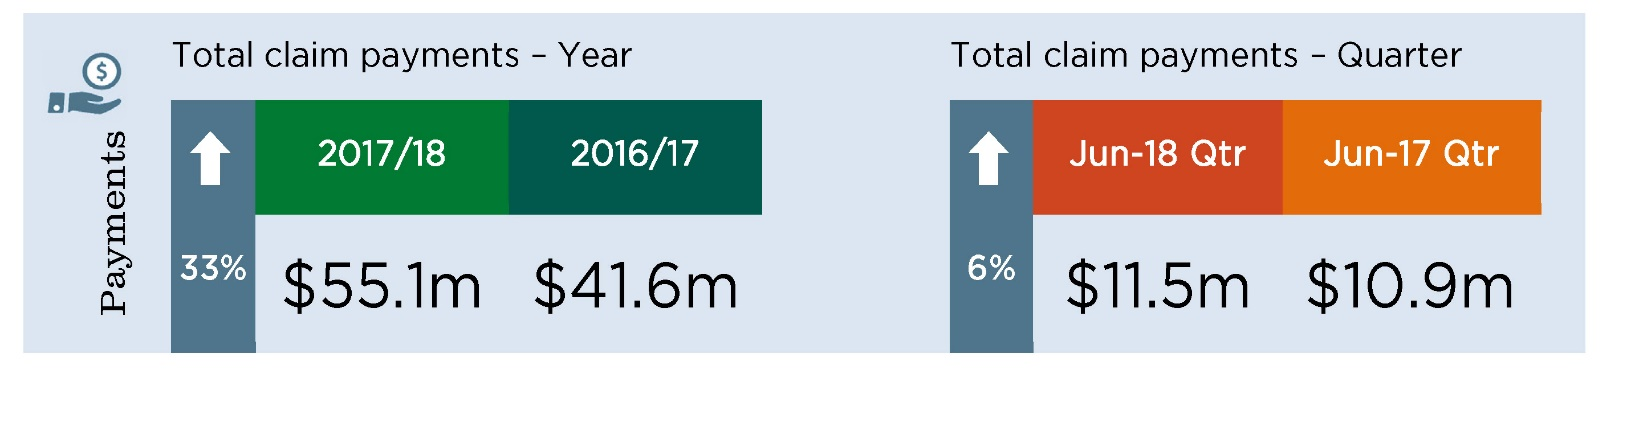 Payments
Total claim payments – Year
2017/18 2016/17
33% $55.1m $41.6m
Total claim payments – Quarter
Jun-18 Qtr Jun-17 Qtr
6% $11.5m $10.9m